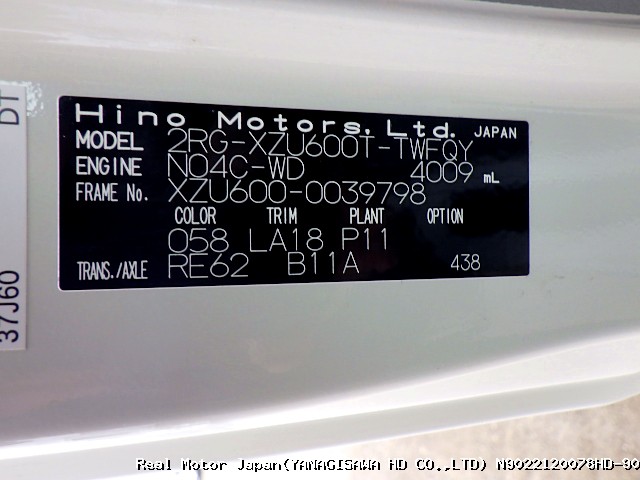 Hino Motors, Ltd. JAPAN
MODEL 2RG-XZU600T-TWFQY
ENGINE N04C-WD 4009 mL
FRAME No. XZU600-0039798
COLOR TRIM PLANT OPTION
058 LA18 P11
TRANS./AXLE RE62 B11A 438
DT
37J60
Real Motor Japan(YANAGISAWA HD CO.,LTD) N9022120078HD-90